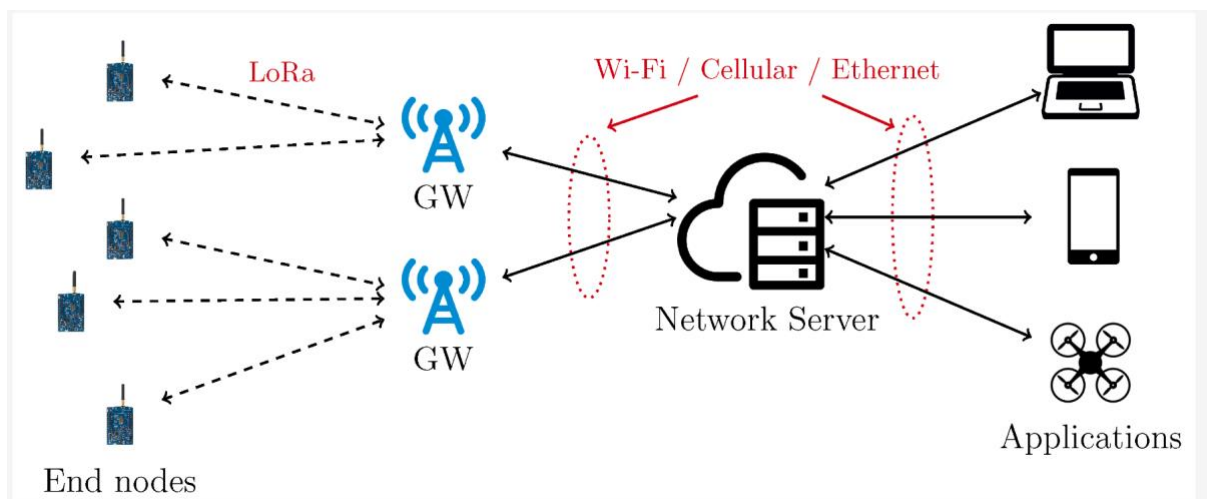 LoRa
Wi-Fi / Cellular / Ethernet
GW
GW
Network Server
Applications
End nodes